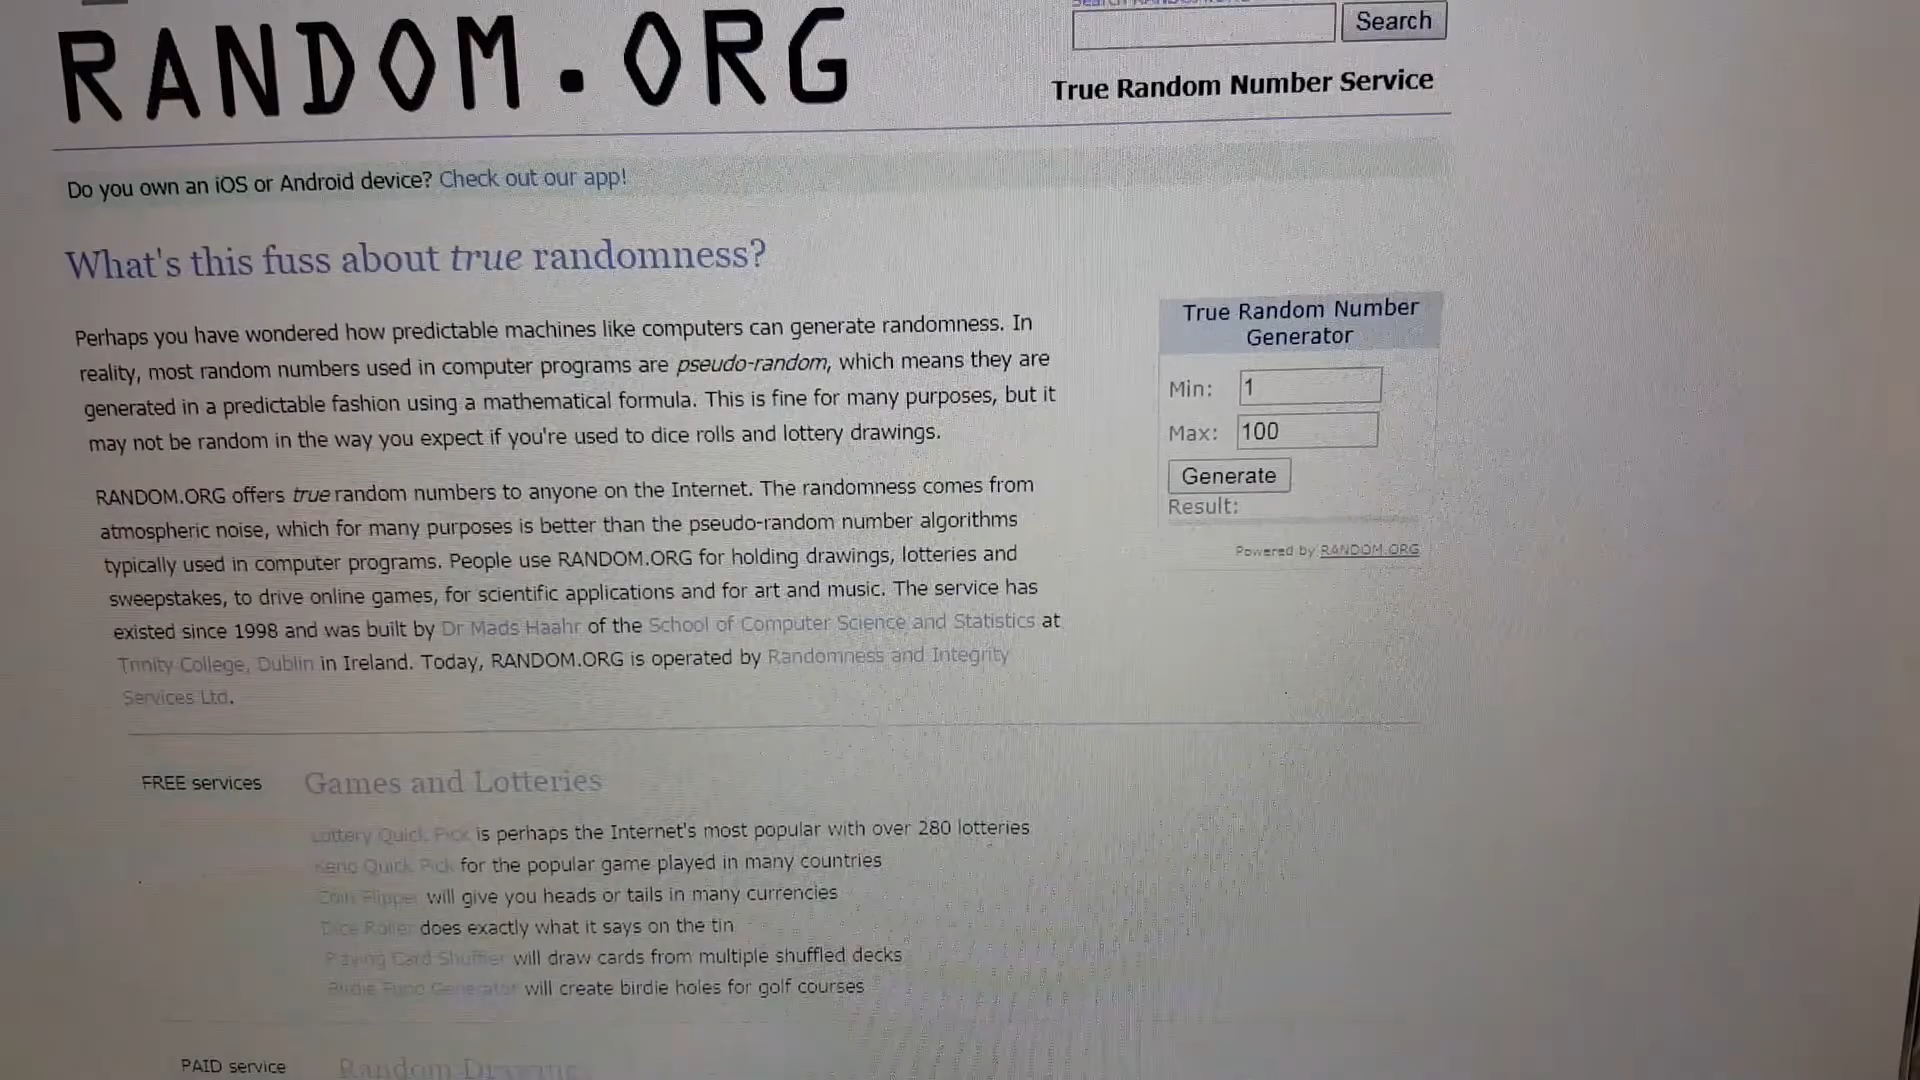 RANDOM.ORG
Search
True Random Number Service
Do you own an iOS or Android device? Check out our app!
What's this fuss about true randomness?
Perhaps you have wondered how predictable machines like computers can generate randomness. In
reality, most random numbers used in computer programs are pseudo-random, which means they are
generated in a predictable fashion using a mathematical formula. This is fine for many purposes, but it
may not be random in the way you expect if you're used to dice rolls and lottery drawings.
RANDOM.ORG offers true random numbers to anyone on the Internet. The randomness comes from
atmospheric noise, which for many purposes is better than the pseudo-random number algorithms
typically used in computer programs. People use RANDOM.ORG for holding drawings, lotteries and
sweepstakes, to drive online games, for scientific applications and for art and music. The service has
existed since 1998 and was built by Dr Mads Haahr of the School of Computer Science and Statistics at
Trinity College, Dublin in Ireland. Today, RANDOM.ORG is operated by Randomness and Integrity
Services Ltd.
True Random Number
Generator
Min: 1
Max: 100
Generate
Result:
Powered by RANDOM.ORG
FREE services
Games and Lotteries
Lottery Quick Pick is perhaps the Internet's most popular with over 280 lotteries
Keno Quick Pick for the popular game played in many countries
Coin Flipper will give you heads or tails in many currencies
Dice Roller does exactly what it says on the tin
Playing Card Shuffler will draw cards from multiple shuffled decks
Birdie Fund Generator will create birdie holes for golf courses
PAID service
Random Drawing